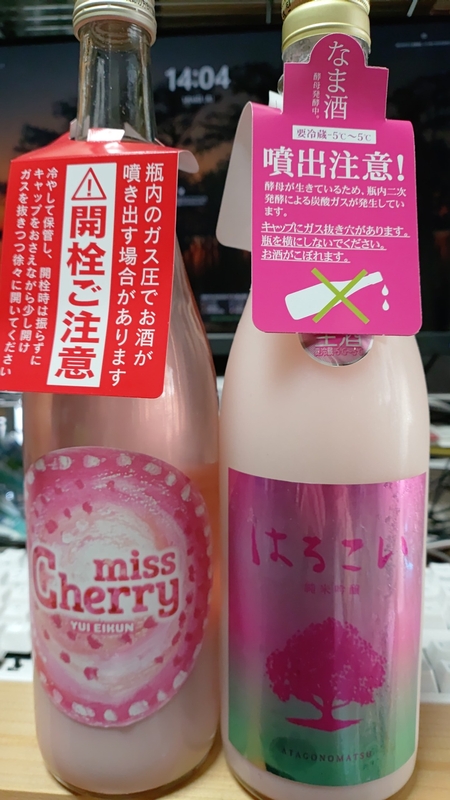 14:04
瓶内のガス圧でお酒が
噴き出す場合があります
開栓ご注意
冷やして保管し、開栓時は振らずに
キャップをおさえながら少し開け
ガスを抜きつつ徐々に開いてください
miss
Cherry
YUI EIKUN
なま酒
酵母発酵中。
要冷蔵-5℃~5℃
噴出注意!
酵母が生きているため、瓶内二次
発酵による炭酸ガスが発生してい
ます。
キャップにガス抜き穴があります。
瓶を横にしないでください。
お酒がこぼれます。
生酒
はるこい
純米吟醸
AFAGONOMATSU